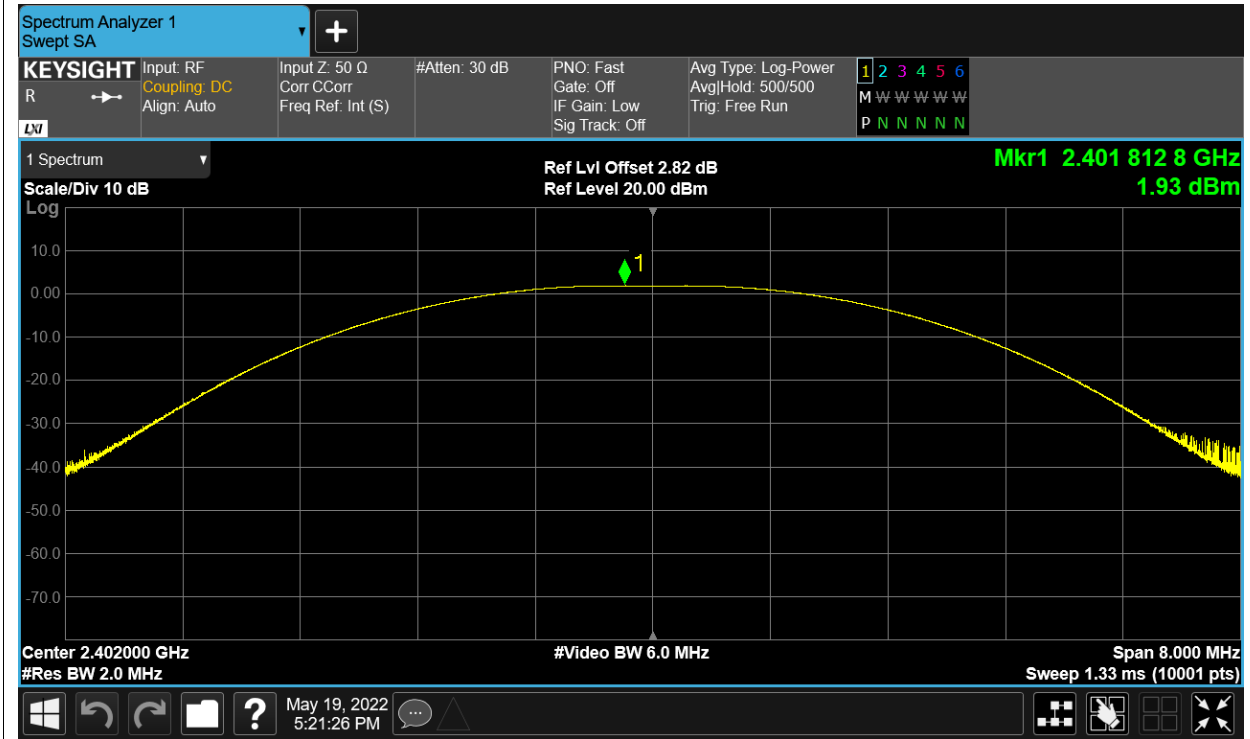 Spectrum Analyzer 1
Swept SA
KEYSIGHT
R
LXI
Input: RF
Coupling: DC
Align: Auto
Input Z: 50 Ω
Corr CCorr
Freq Ref: Int (S)
#Atten: 30 dB
PNO: Fast
Gate: Off
IF Gain: Low
Sig Track: Off
Avg Type: Log-Power
Avg|Hold: 500/500
Trig: Free Run
1 2 3 4 5 6
M W W W W W W
P N N N N N N
1 Spectrum
Scale/Div 10 dB
Log
Ref Lvl Offset 2.82 dB
Ref Level 20.00 dBm
Mkr1 2.401 812 8 GHz
1.93 dBm
1
10.0
0.00
-10.0
-20.0
-30.0
-40.0
-50.0
-60.0
-70.0
Center 2.402000 GHz
#Video BW 6.0 MHz
Span 8.000 MHz
#Res BW 2.0 MHz
Sweep 1.33 ms (10001 pts)
?
May 19, 2022
5:21:26 PM